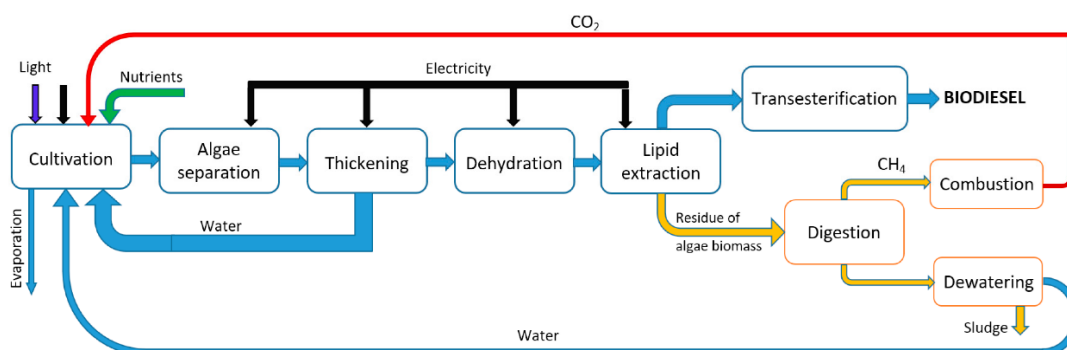 CO₂
Light
Nutrients
Electricity
Cultivation
Algae
separation
Thickening
Dehydration
Lipid
extraction
Transesterification
BIODIESEL
CH₄
Combustion
Evaporation
Water
Residue of
algae biomass
Digestion
Dewatering
Sludge
Water